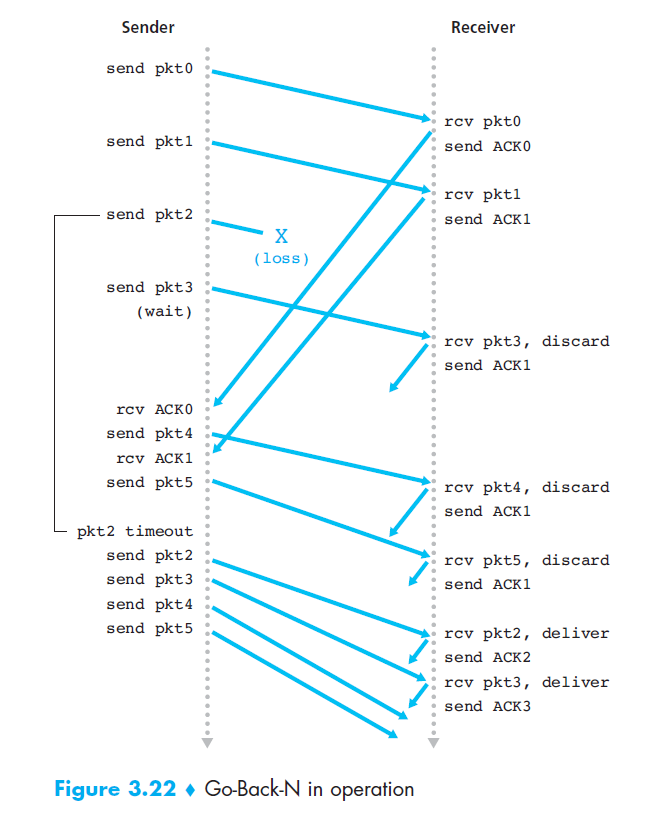 Sender
Receiver
send pkt0
rcv pkt0
send ACK0
send pkt1
rcv pkt1
send ACK1
send pkt2
X
(loss)
send pkt3
(wait)
rcv pkt3, discard
send ACK1
rcv ACK0
send pkt4
rcv ACK1
send pkt5
rcv pkt4, discard
send ACK1
pkt2 timeout
send pkt2
send pkt3
send pkt4
send pkt5
rcv pkt5, discard
send ACK1
rcv pkt2, deliver
send ACK2
rcv pkt3, deliver
send ACK3
Figure 3.22 ♦ Go-Back-N in operation